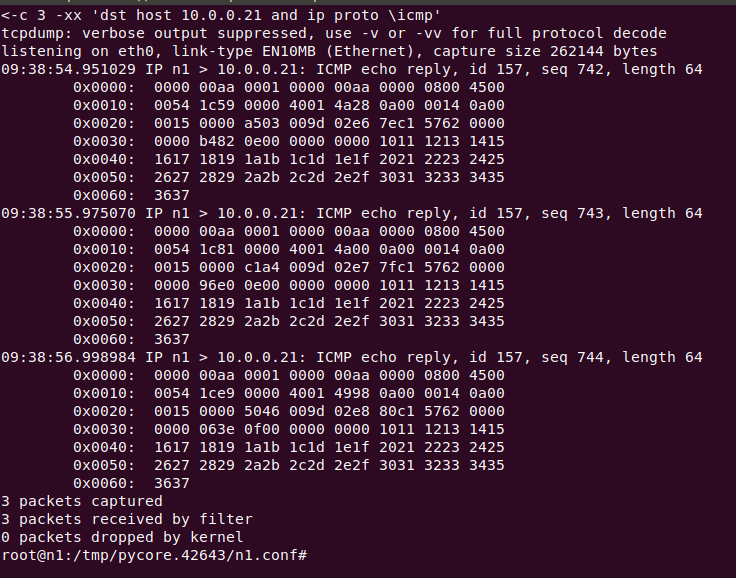 <-c 3 -xx 'dst host 10.0.0.21 and ip proto \icmp'
tcpdump: verbose output suppressed, use -v or -vv for full protocol decode
listening on eth0, link-type EN10MB (Ethernet), capture size 262144 bytes
09:38:54.951029 IP n1 > 10.0.0.21: ICMP echo reply, id 157, seq 742, length 64
0x0000:  0000 00aa 0001 0000 00aa 0000 0800 4500
0x0010:  0054 1c59 0000 4001 4a28 0a00 0014 0a00
0x0020:  0015 0000 a503 009d 02e6 7ec1 5762 0000
0x0030:  0000 b482 0e00 0000 0000 1011 1213 1415
0x0040:  1617 1819 1a1b 1c1d 1e1f 2021 2223 2425
0x0050:  2627 2829 2a2b 2c2d 2e2f 3031 3233 3435
0x0060:  3637
09:38:55.975070 IP n1 > 10.0.0.21: ICMP echo reply, id 157, seq 743, length 64
0x0000:  0000 00aa 0001 0000 00aa 0000 0800 4500
0x0010:  0054 1c81 0000 4001 4a00 0a00 0014 0a00
0x0020:  0015 0000 c1a4 009d 02e7 7fc1 5762 0000
0x0030:  0000 96e0 0e00 0000 0000 1011 1213 1415
0x0040:  1617 1819 1a1b 1c1d 1e1f 2021 2223 2425
0x0050:  2627 2829 2a2b 2c2d 2e2f 3031 3233 3435
0x0060:  3637
09:38:56.998984 IP n1 > 10.0.0.21: ICMP echo reply, id 157, seq 744, length 64
0x0000:  0000 00aa 0001 0000 00aa 0000 0800 4500
0x0010:  0054 1ce9 0000 4001 4998 0a00 0014 0a00
0x0020:  0015 0000 5046 009d 02e8 80c1 5762 0000
0x0030:  0000 063e 0f00 0000 0000 1011 1213 1415
0x0040:  1617 1819 1a1b 1c1d 1e1f 2021 2223 2425
0x0050:  2627 2829 2a2b 2c2d 2e2f 3031 3233 3435
0x0060:  3637
3 packets captured
3 packets received by filter
0 packets dropped by kernel
root@n1:/tmp/pycore.42643/n1.conf#